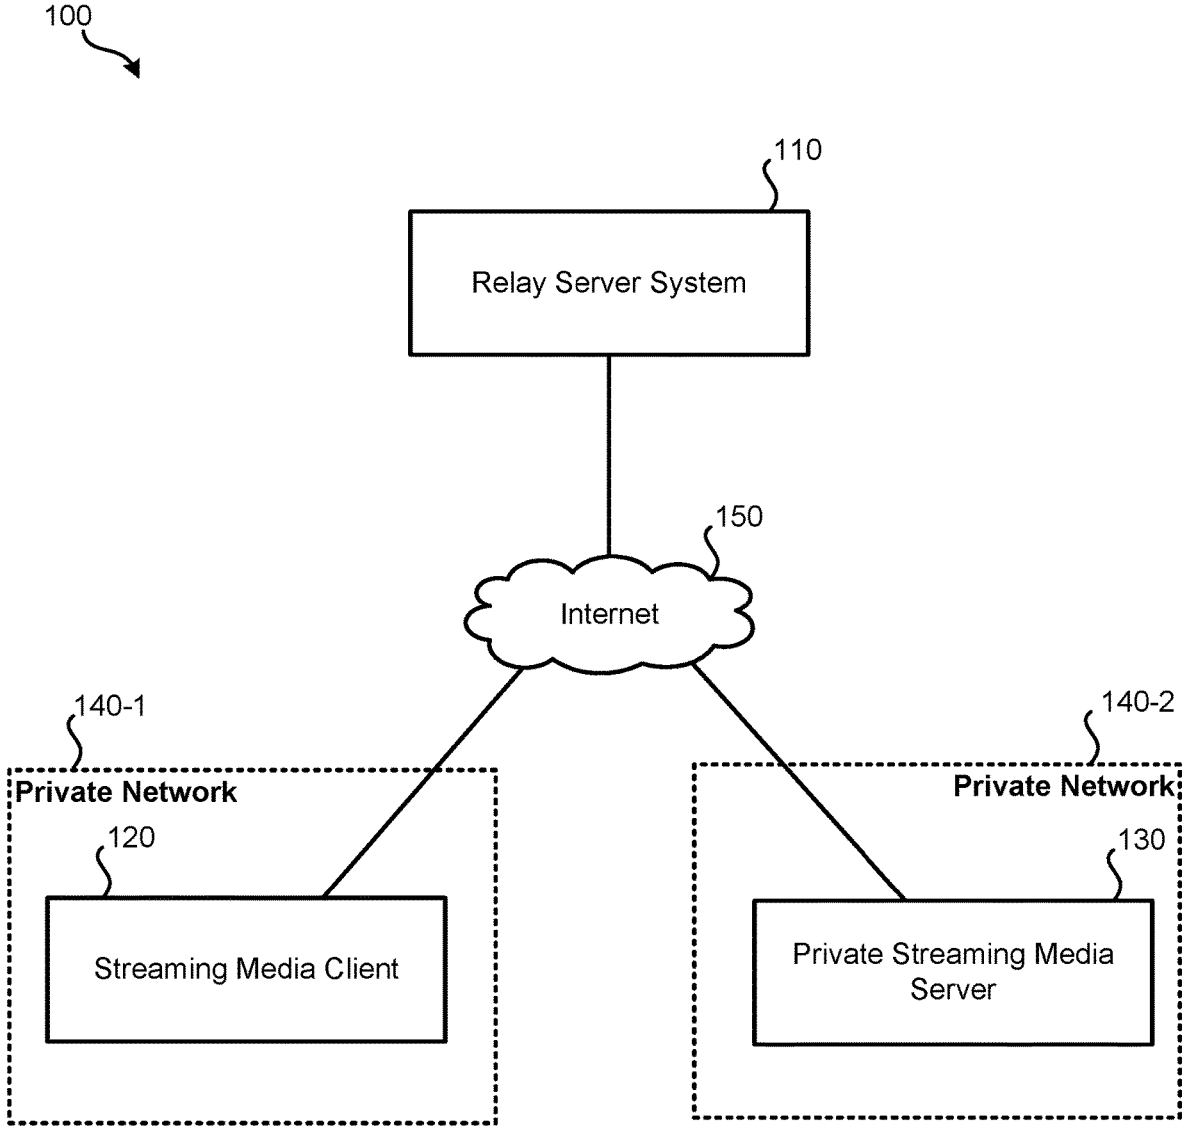 100
110
Relay Server System
150
Internet
140-1
140-2
Private Network
Private Network
120
130
Streaming Media Client
Private Streaming Media
Server